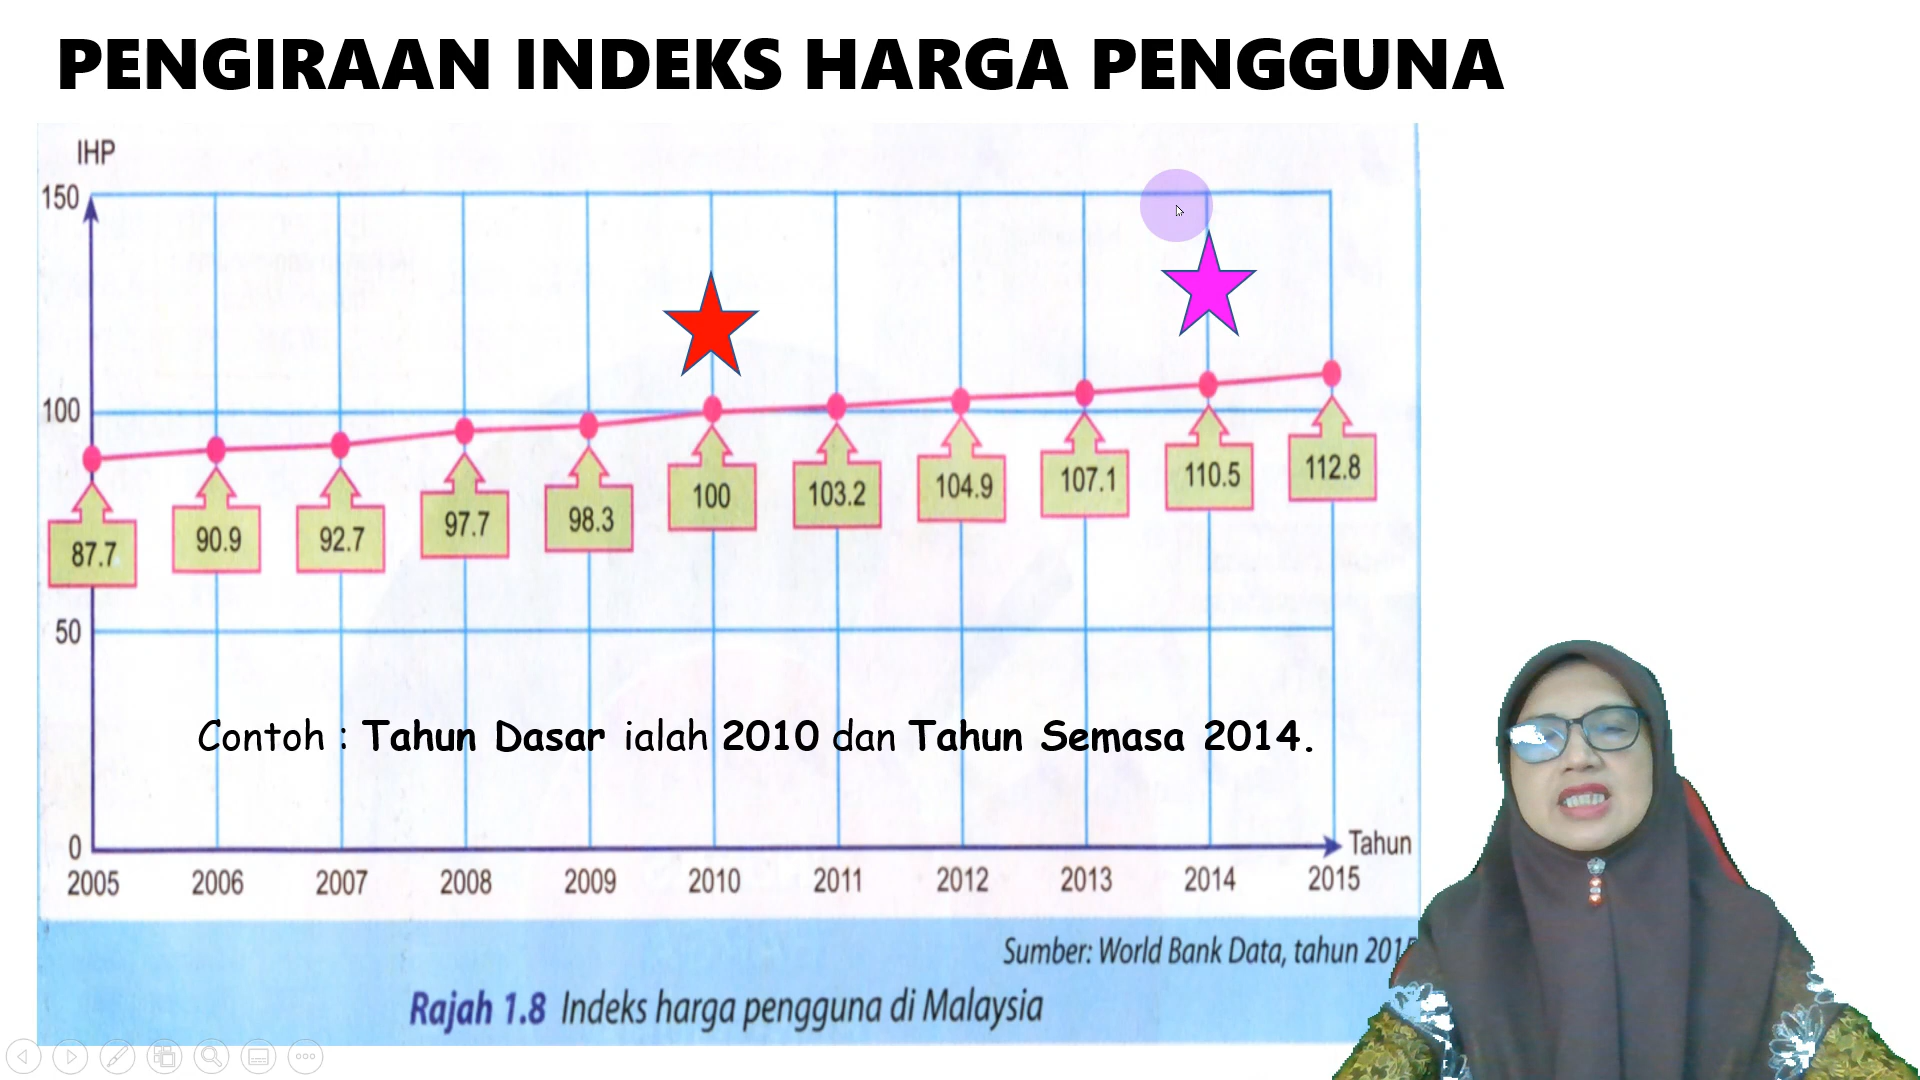 PENGIRAAN INDEKS HARGA PENGGUNA
IHP
150
100
50
0
87.7
90.9
92.7
97.7
98.3
100
103.2
104.9
107.1
110.5
112.8
Contoh : Tahun Dasar ialah 2010 dan Tahun Semasa 2014.
Tahun
2005 2006 2007 2008 2009 2010 2011 2012 2013 2014 2015
Sumber: World Bank Data, tahun
Rajah 1.8 Indeks harga pengguna di Malaysia